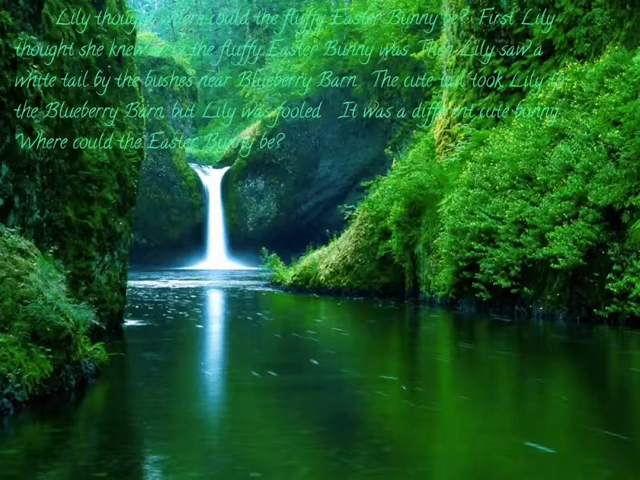 Lily thought where could the fluffy Easter Bunny be? First Lily
thought she knew the fluffy Easter Bunny was. Then Lily saw a
white tail by the bushes near Blueberry Barn. The cute tail took Lily to
the Blueberry Barn, but Lily was fooled. It was a different cute bunny.
Where could the Easter Bunny be?